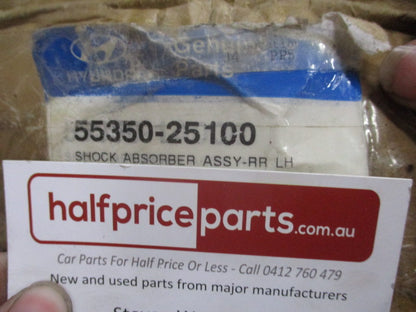 Genuine
HYUNDAI Parts
55350-25100
SHOCK ABSORBER ASSY-RR LH
halfpriceparts.com.au
Car Parts For Half Price Or Less - Call 0412 760 479
New and used parts from major manufacturers